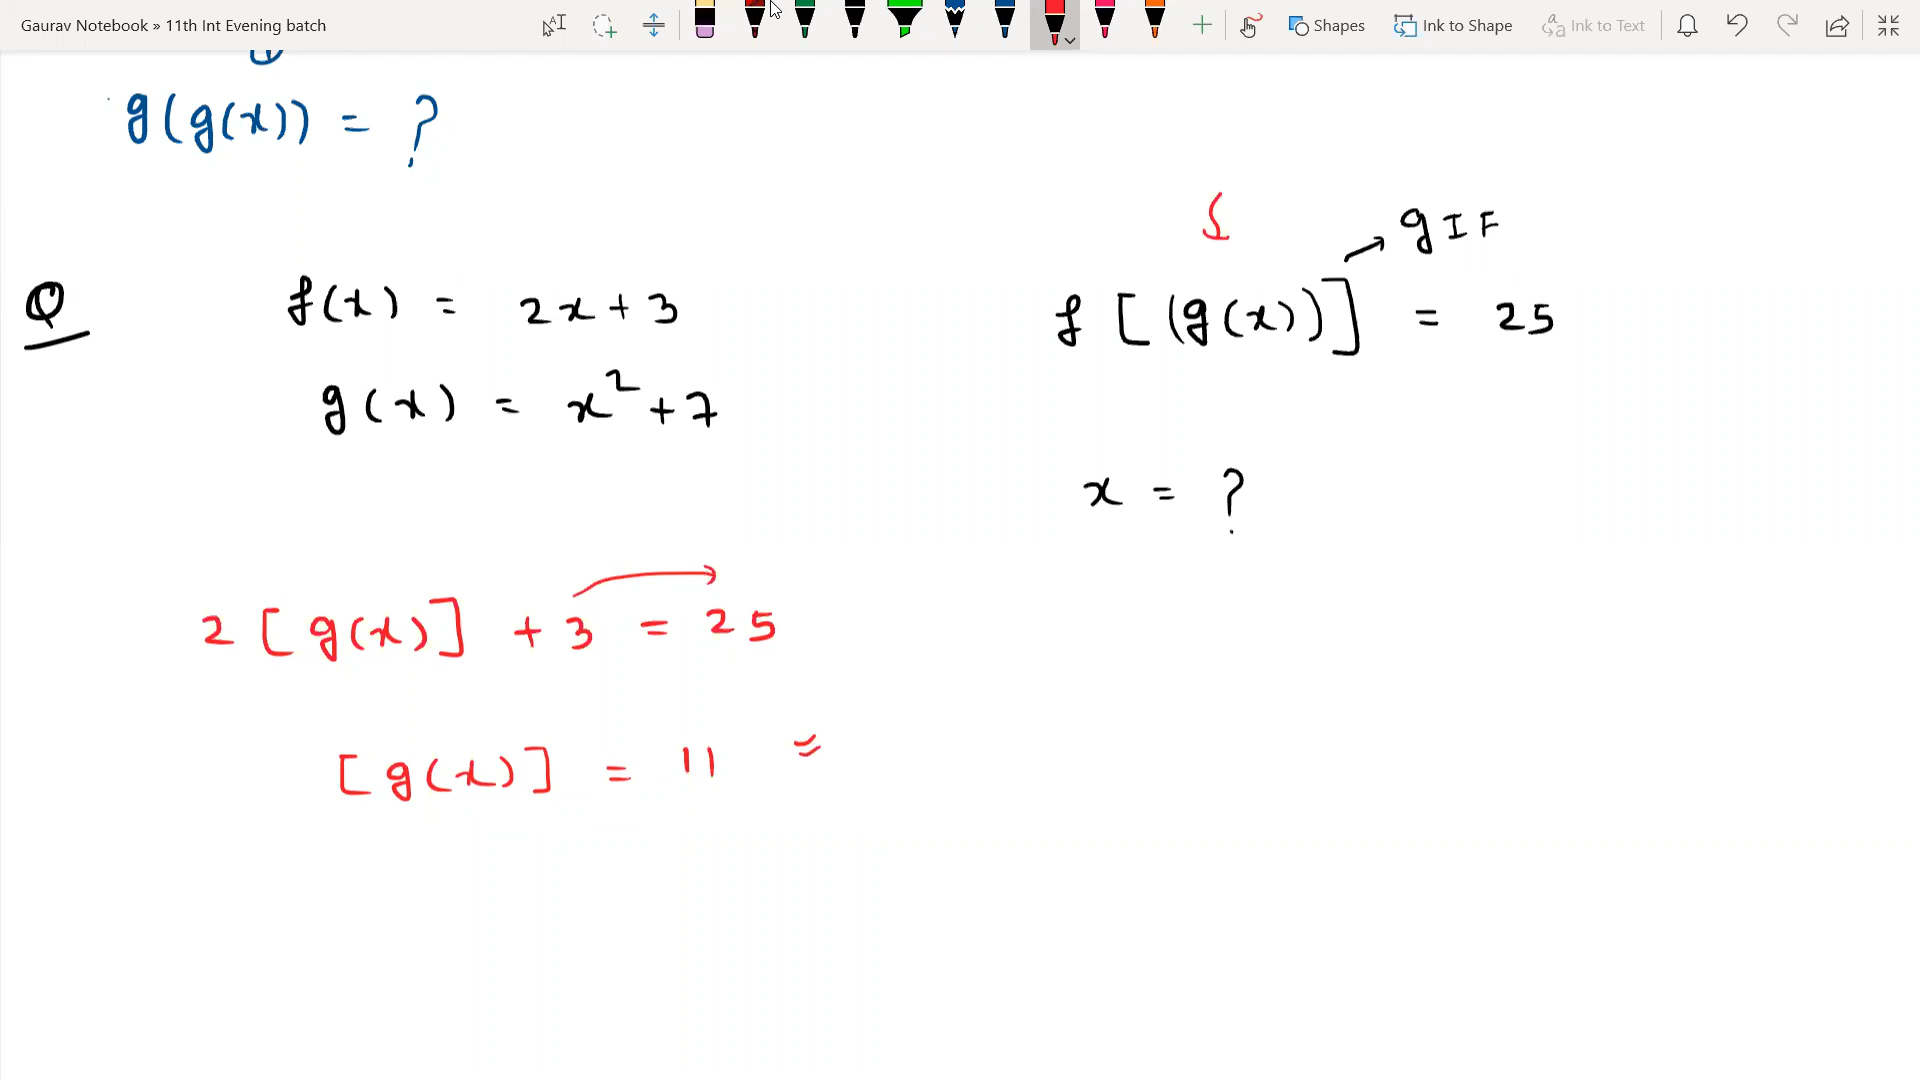 Gaurav Notebook » 11th Int Evening batch
Shapes
Ink to Shape
Ink to Text
g(g(x)) = ?
Q
f(x) = 2x + 3
g(x) = x² + 7
→ gIF
f [(g(x))] = 25
x = ?
2 [g(x)] + 3 = 25
[g(x)] = 11